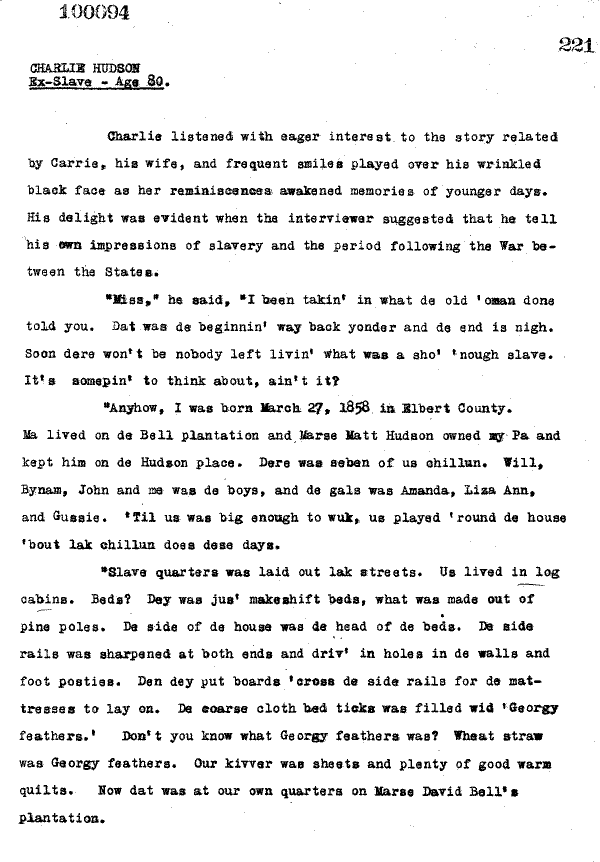 100094
221
CHARLIE HUDSON
Ex-Slave - Age 80.
Charlie listened with eager interest to the story related
by Carrie, his wife, and frequent smiles played over his wrinkled
black face as her reminiscences awakened memories of younger days.
His delight was evident when the interviewer suggested that he tell
his own impressions of slavery and the period following the War be-
tween the States.
"Miss," he said, "I been takin' in what de old 'oman done
told you. Dat was de beginnin' way back yonder and de end is nigh.
Soon dere won't be nobody left livin' what was a sho' 'nough slave.
It's somepin' to think about, ain't it?
"Anyhow, I was born March 27, 1858 in Elbert County.
Ma lived on de Bell plantation and Marse Matt Hudson owned my Pa and
kept him on de Hudson place. Dere was seben of us chillun. Will,
Bynam, John and me was de boys, and de gals was Amanda, Liza Ann,
and Gussie. 'Til us was big enough to wuk, us played 'round de house
'bout lak chillun does dese days.
"Slave quarters was laid out lak streets. Us lived in log
cabins. Beds? Dey was jus' makeshift beds, what was made out of
pine poles. De side of de house was de head of de beds. De side
rails was sharpened at both ends and driv' in holes in de walls and
foot posties. Den dey put boards 'cross de side rails for de mat-
tresses to lay on. De coarse cloth bed ticks was filled wid 'Georgy
feathers.' Don't you know what Georgy feathers was? Wheat straw
was Georgy feathers. Our kivver was sheets and plenty of good warm
quilts. Now dat was at our own quarters on Marse David Bell's
plantation.